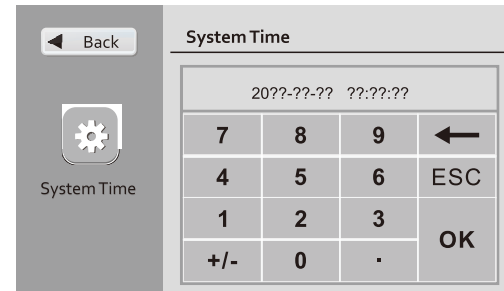 Back
System Time
System Time
20??-??-?? ??:??:??
7 8 9
4 5 6 ESC
1 2 3
OK
+/- 0 .